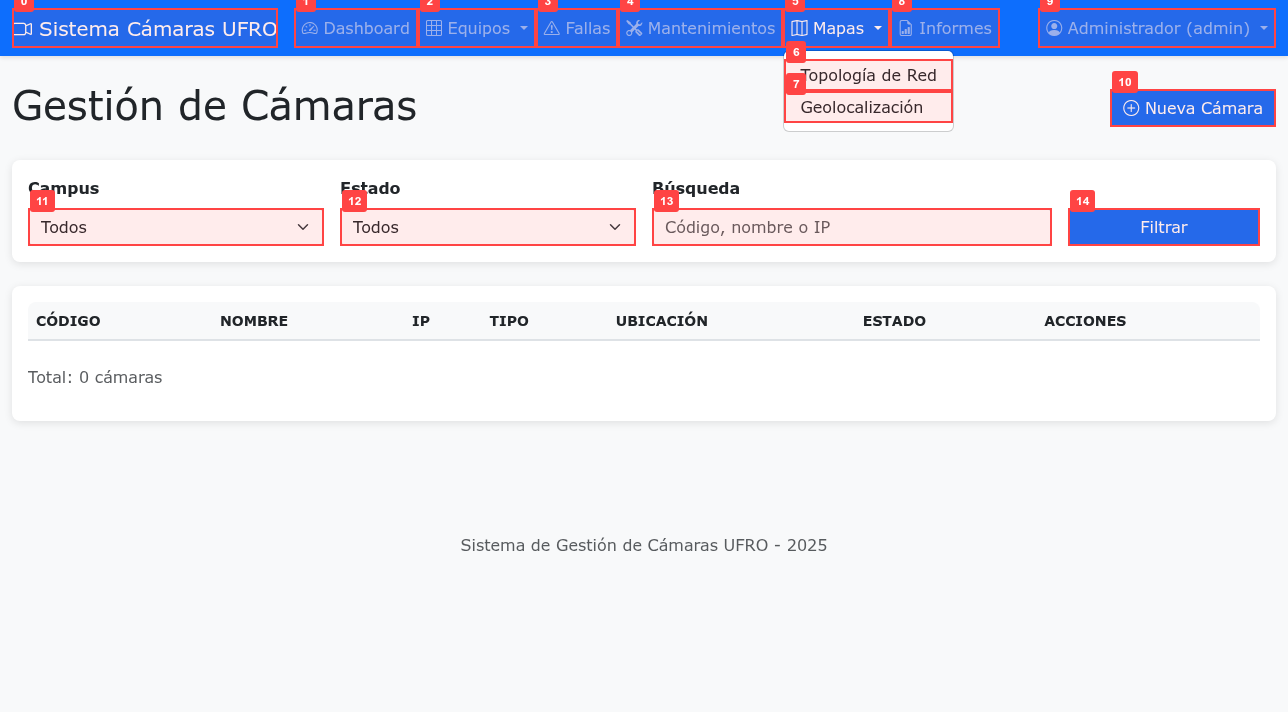 0 1 2 3 4 5 8 9
Sistema Cámaras UFRO Dashboard Equipos Fallas Mantenimientos Mapas Informes Administrador (admin)
6
Topología de Red
7
Geolocalización
Gestión de Cámaras
10
Nueva Cámara
Campus Estado Búsqueda
11 12 13 14
Todos Todos Código, nombre o IP Filtrar
CÓDIGO NOMBRE IP TIPO UBICACIÓN ESTADO ACCIONES
Total: 0 cámaras
Sistema de Gestión de Cámaras UFRO - 2025